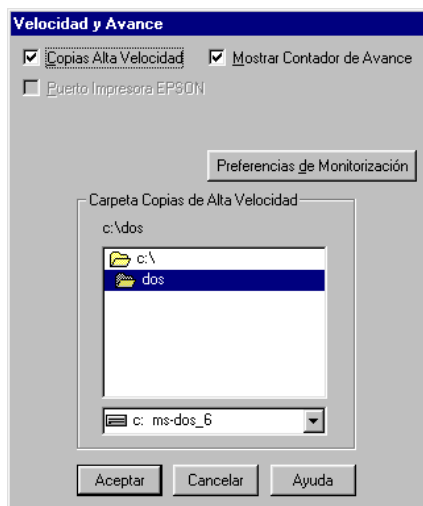 Velocidad y Avance
Copias Alta Velocidad Mostrar Contador de Avance
Puerto Impresora EPSON
Preferencias de Monitorización
Carpeta Copias de Alta Velocidad
c:\dos
c:\
dos
c: ms-dos_6
Aceptar Cancelar Ayuda